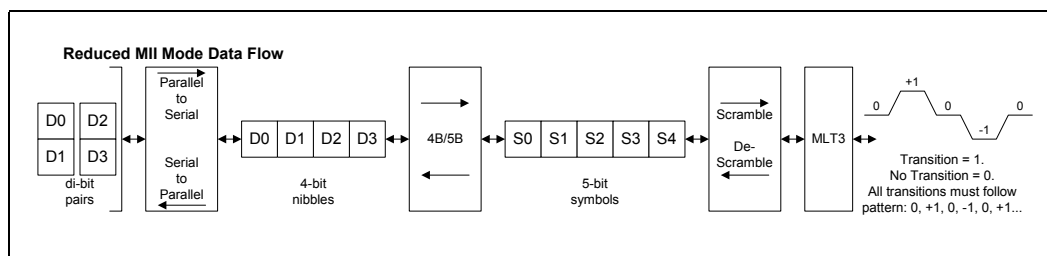 Reduced MII Mode Data Flow
D0 D2
D1 D3
di-bit
pairs
Parallel
to
Serial
Serial
to
Parallel
D0 D1 D2 D3
4-bit
nibbles
4B/5B
S0 S1 S2 S3 S4
5-bit
symbols
Scramble
De-
Scramble
MLT3
0 +1 0 -1 0
Transition = 1.
No Transition = 0.
All transitions must follow
pattern: 0, +1, 0, -1, 0, +1...